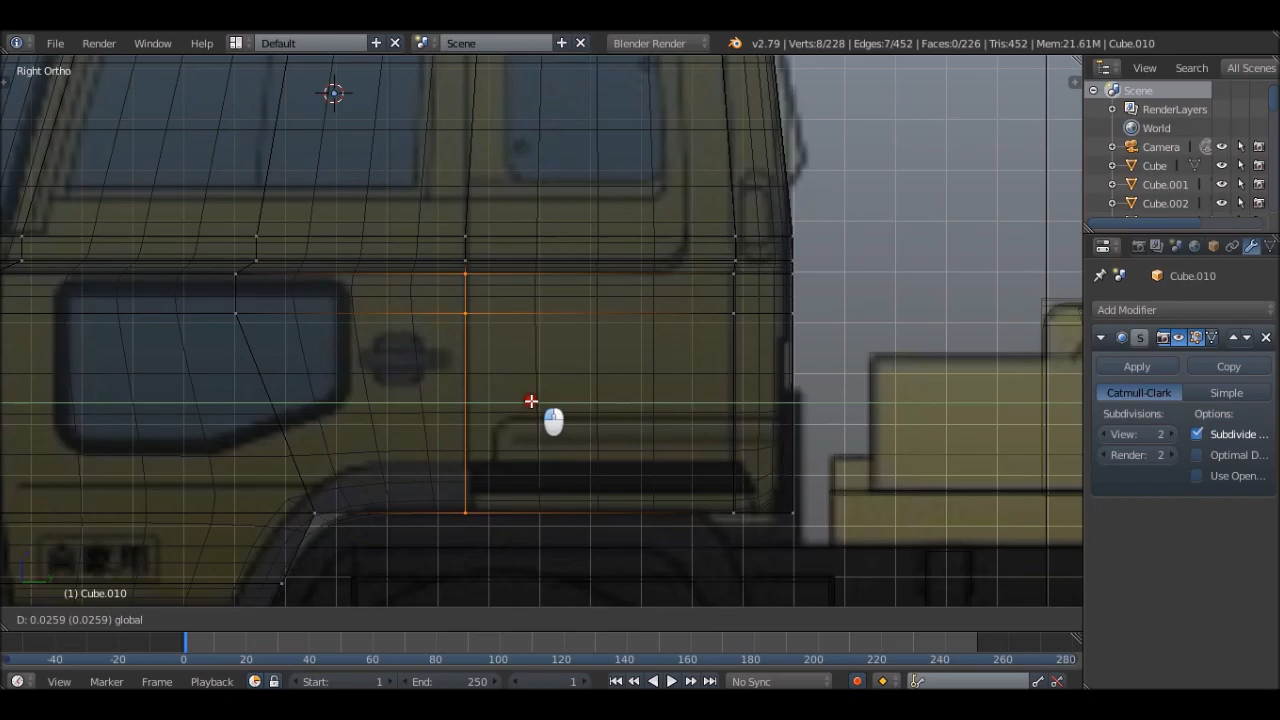 File Render Window Help Default Scene Blender Render v2.79 | Verts:8/228 | Edges:7/452 | Faces:0/226 | Tris:452 | Mem:21.61M | Cube.010
Right Ortho
View Search All Scenes
Scene
RenderLayers
World
Camera
Cube
Cube.001
Cube.002
Cube.010
Add Modifier
S
Apply Copy
Catmull-Clark Simple
Subdivisions: Options:
View: 2 Subdivide ...
Render: 2 Optimal D...
Use Open...
(1) Cube.010
D: 0.0259 (0.0259) global
-40 -20 0 20 40 60 80 100 120 140 160 180 200 220 240 260 280
View Marker Frame Playback Start: 1 End: 250 1 No Sync